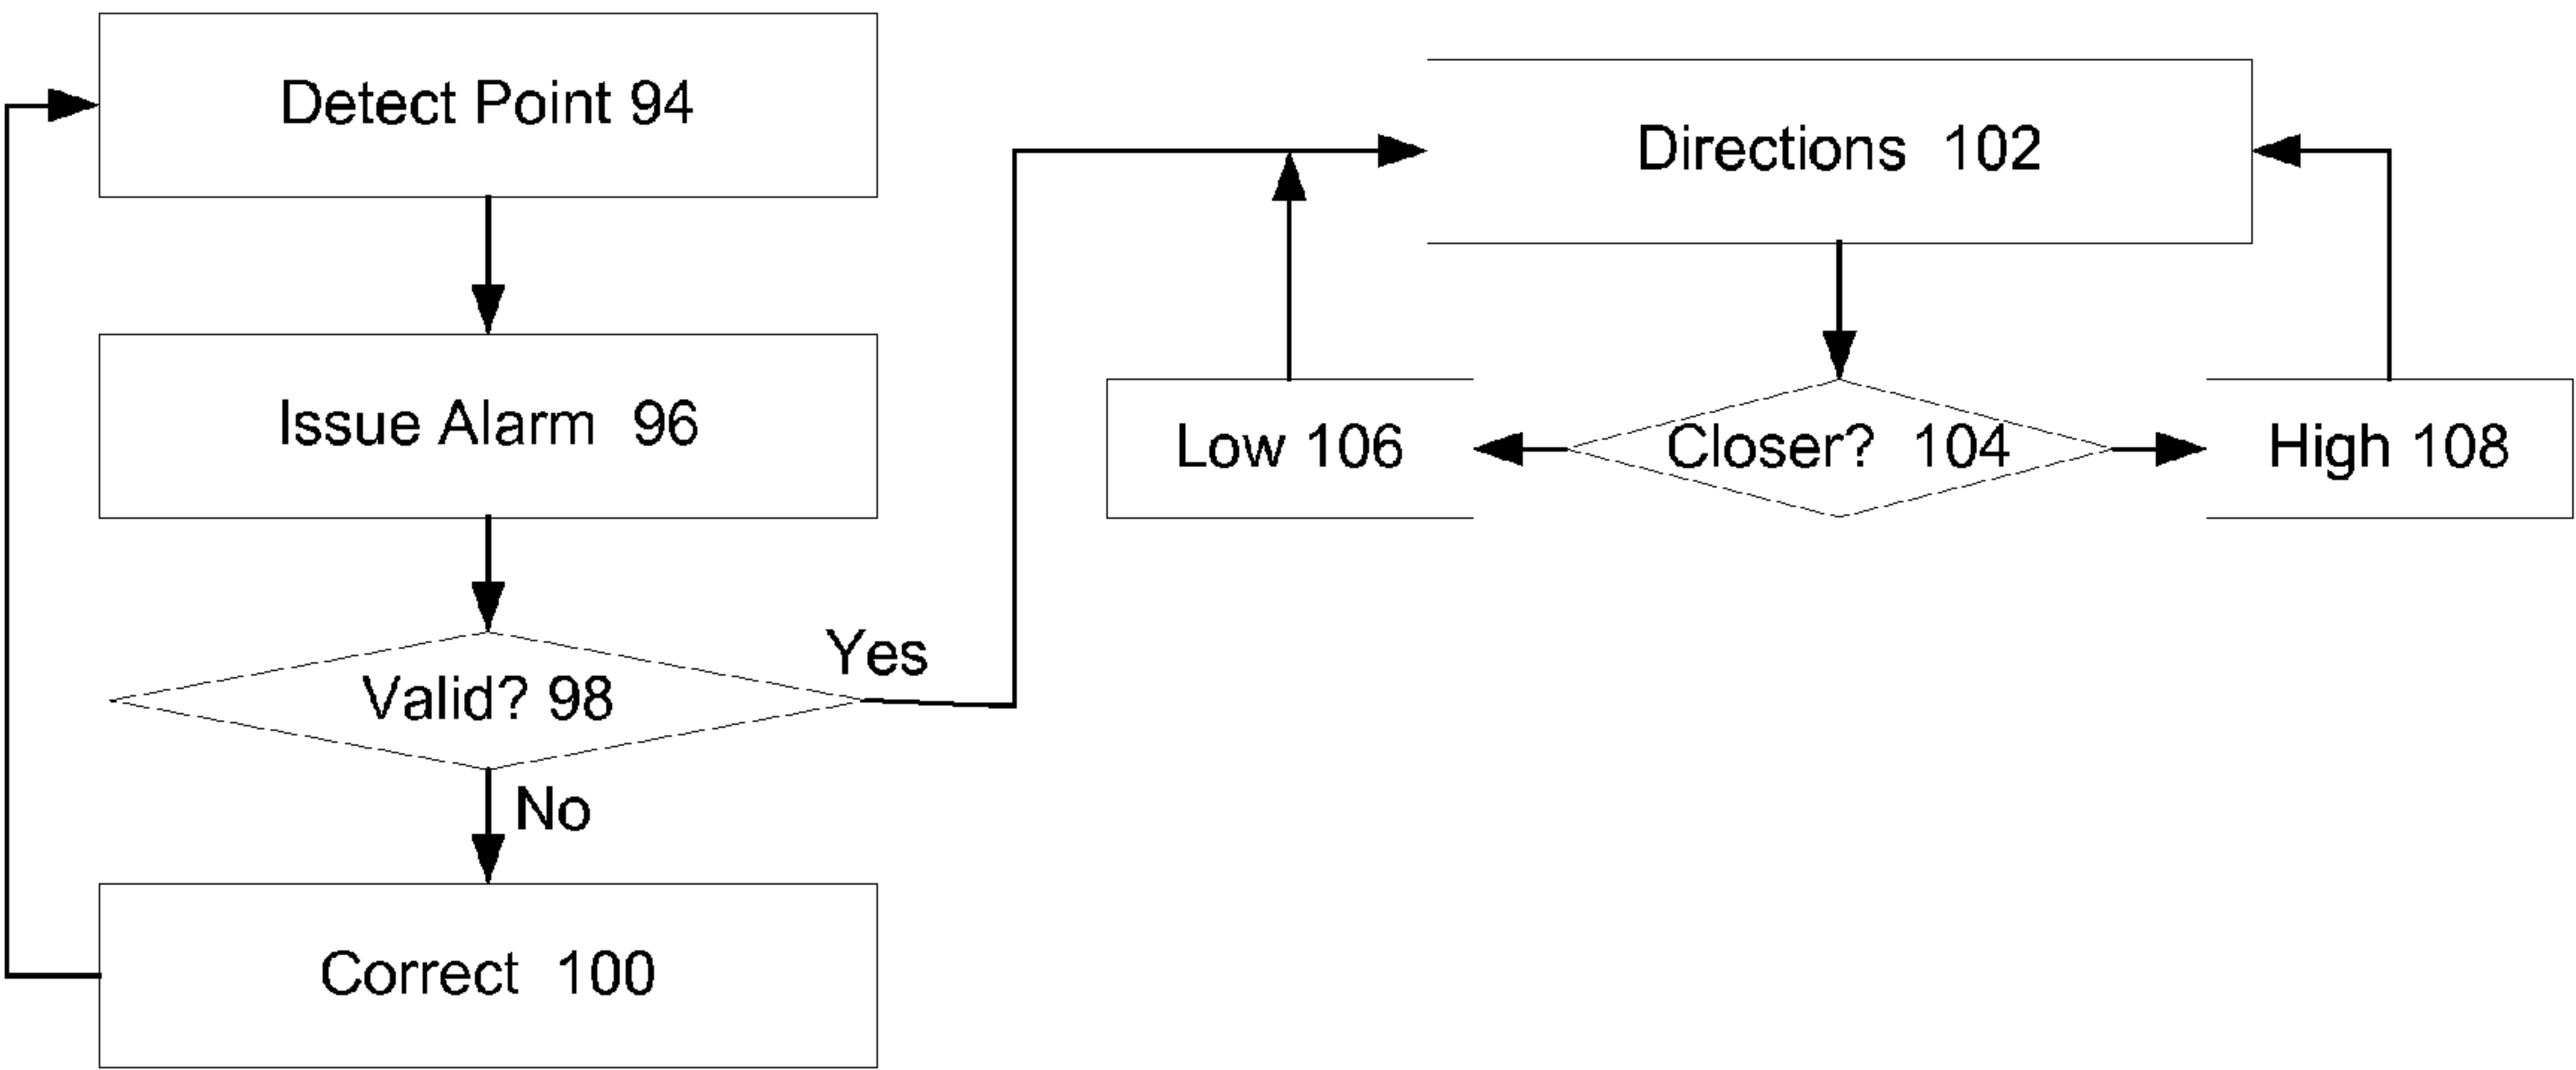 Detect Point 94
Issue Alarm 96
Valid? 98
Yes
No
Correct 100
Directions 102
Low 106
Closer? 104
High 108